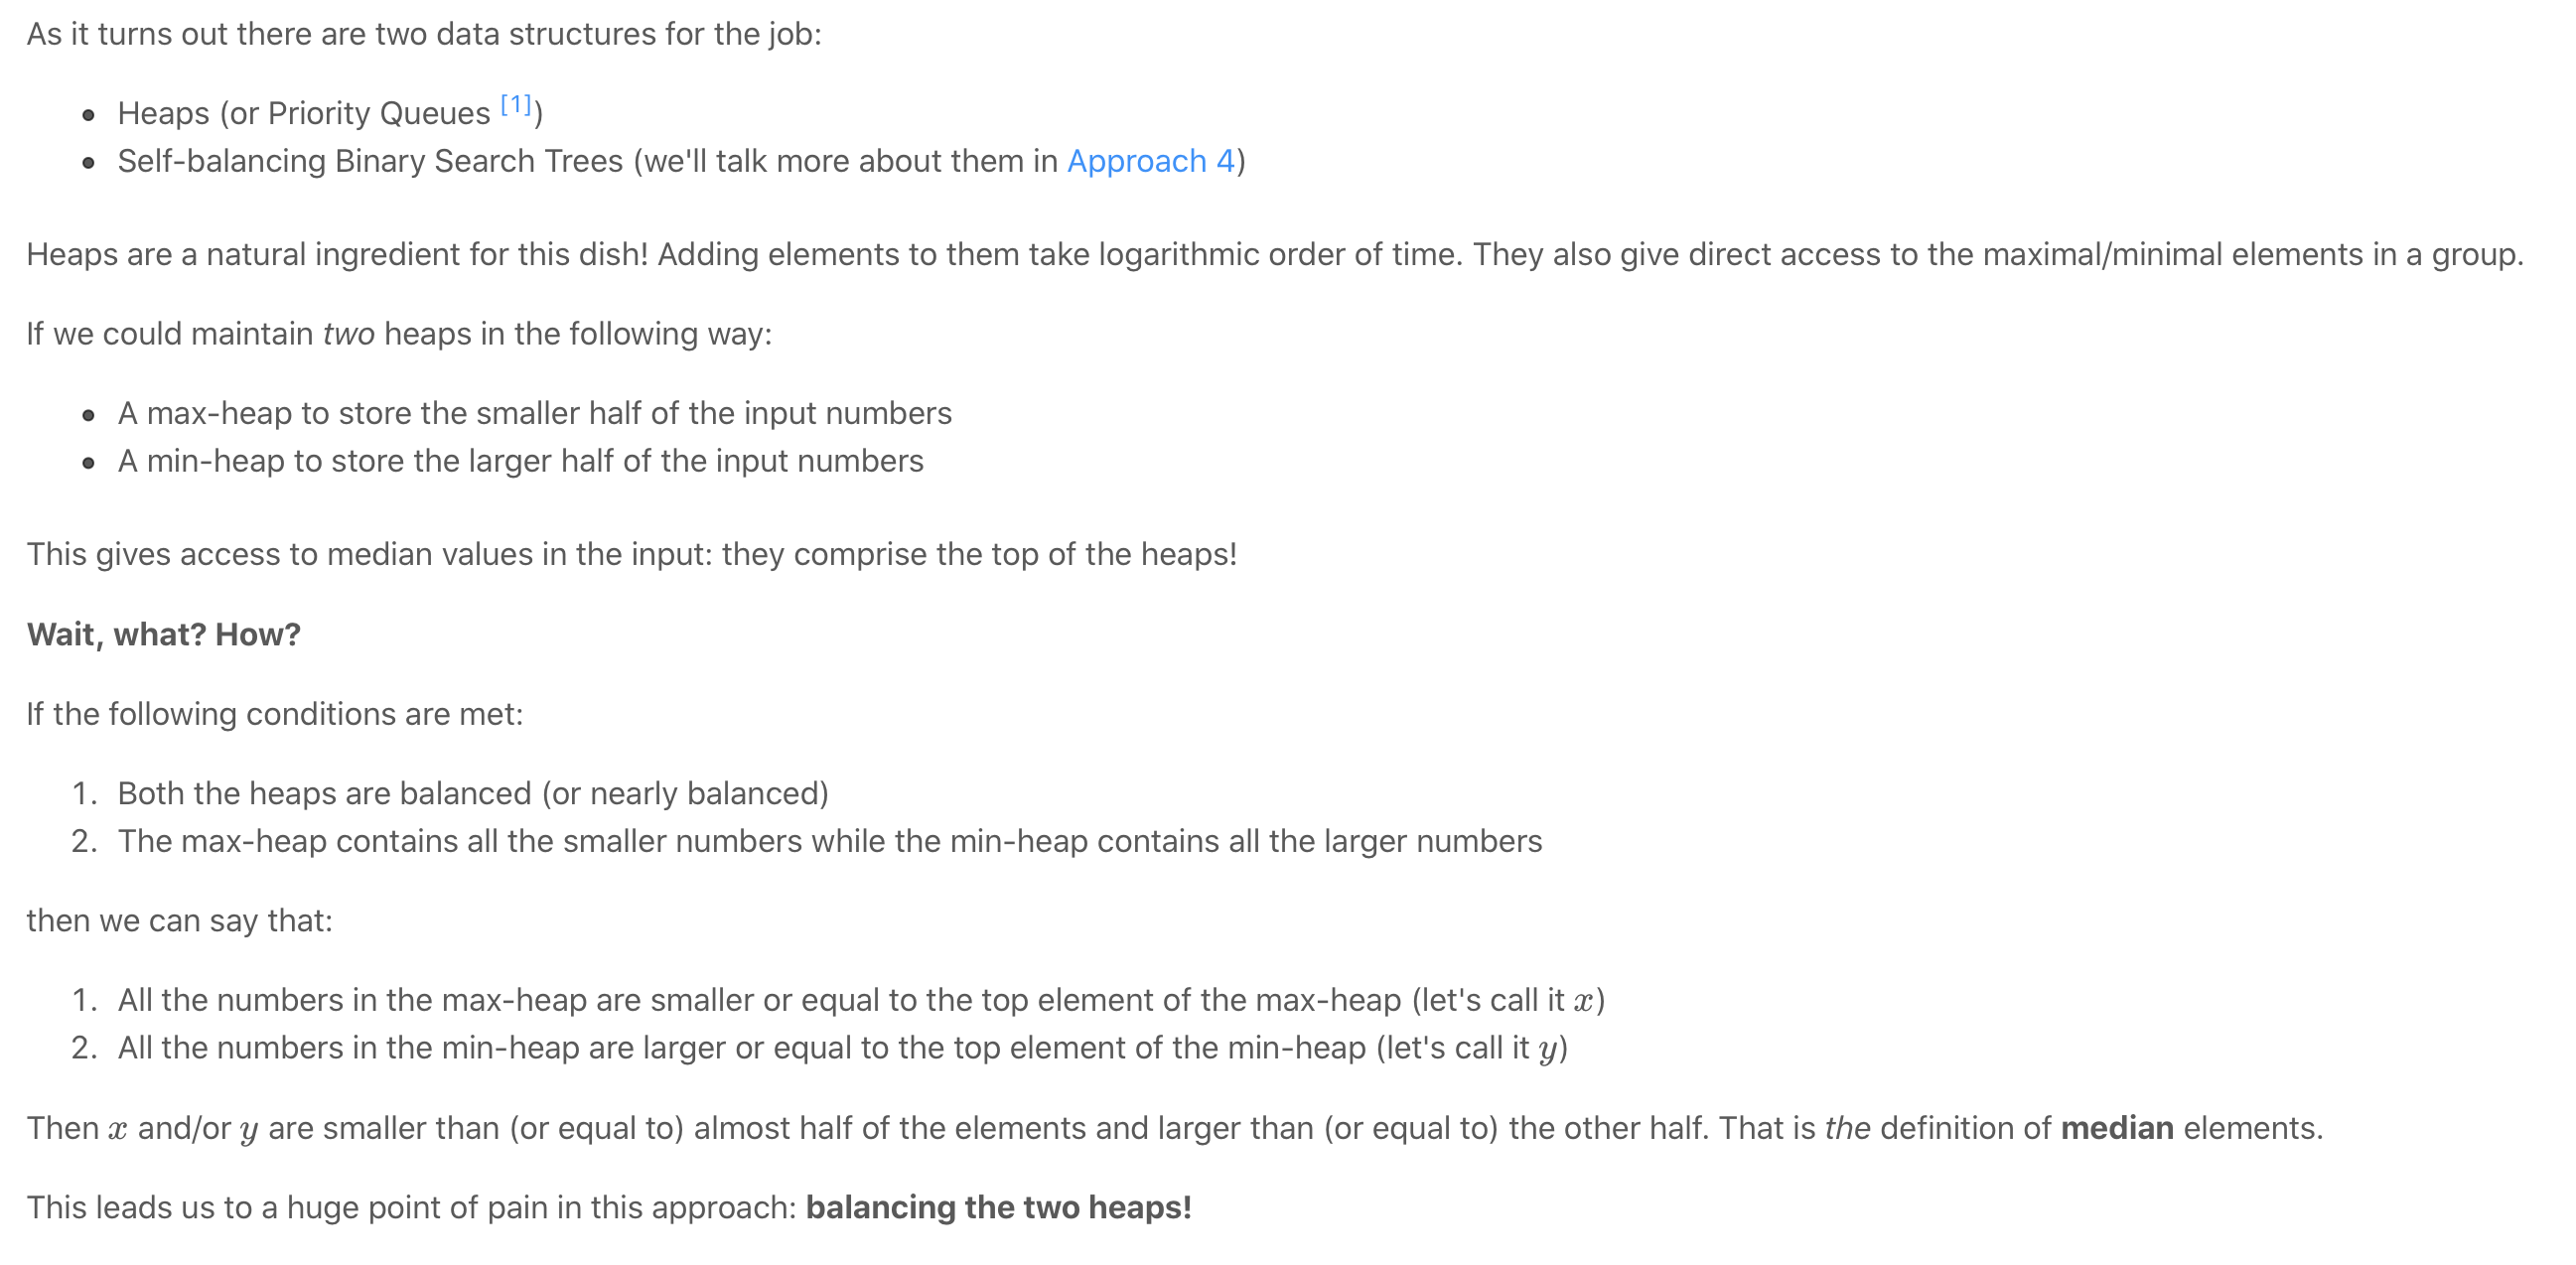 As it turns out there are two data structures for the job:
• Heaps (or Priority Queues [1])
• Self-balancing Binary Search Trees (we'll talk more about them in Approach 4)
Heaps are a natural ingredient for this dish! Adding elements to them take logarithmic order of time. They also give direct access to the maximal/minimal elements in a group.
If we could maintain two heaps in the following way:
• A max-heap to store the smaller half of the input numbers
• A min-heap to store the larger half of the input numbers
This gives access to median values in the input: they comprise the top of the heaps!
Wait, what? How?
If the following conditions are met:
1. Both the heaps are balanced (or nearly balanced)
2. The max-heap contains all the smaller numbers while the min-heap contains all the larger numbers
then we can say that:
1. All the numbers in the max-heap are smaller or equal to the top element of the max-heap (let's call it x)
2. All the numbers in the min-heap are larger or equal to the top element of the min-heap (let's call it y)
Then x and/or y are smaller than (or equal to) almost half of the elements and larger than (or equal to) the other half. That is the definition of median elements.
This leads us to a huge point of pain in this approach: balancing the two heaps!